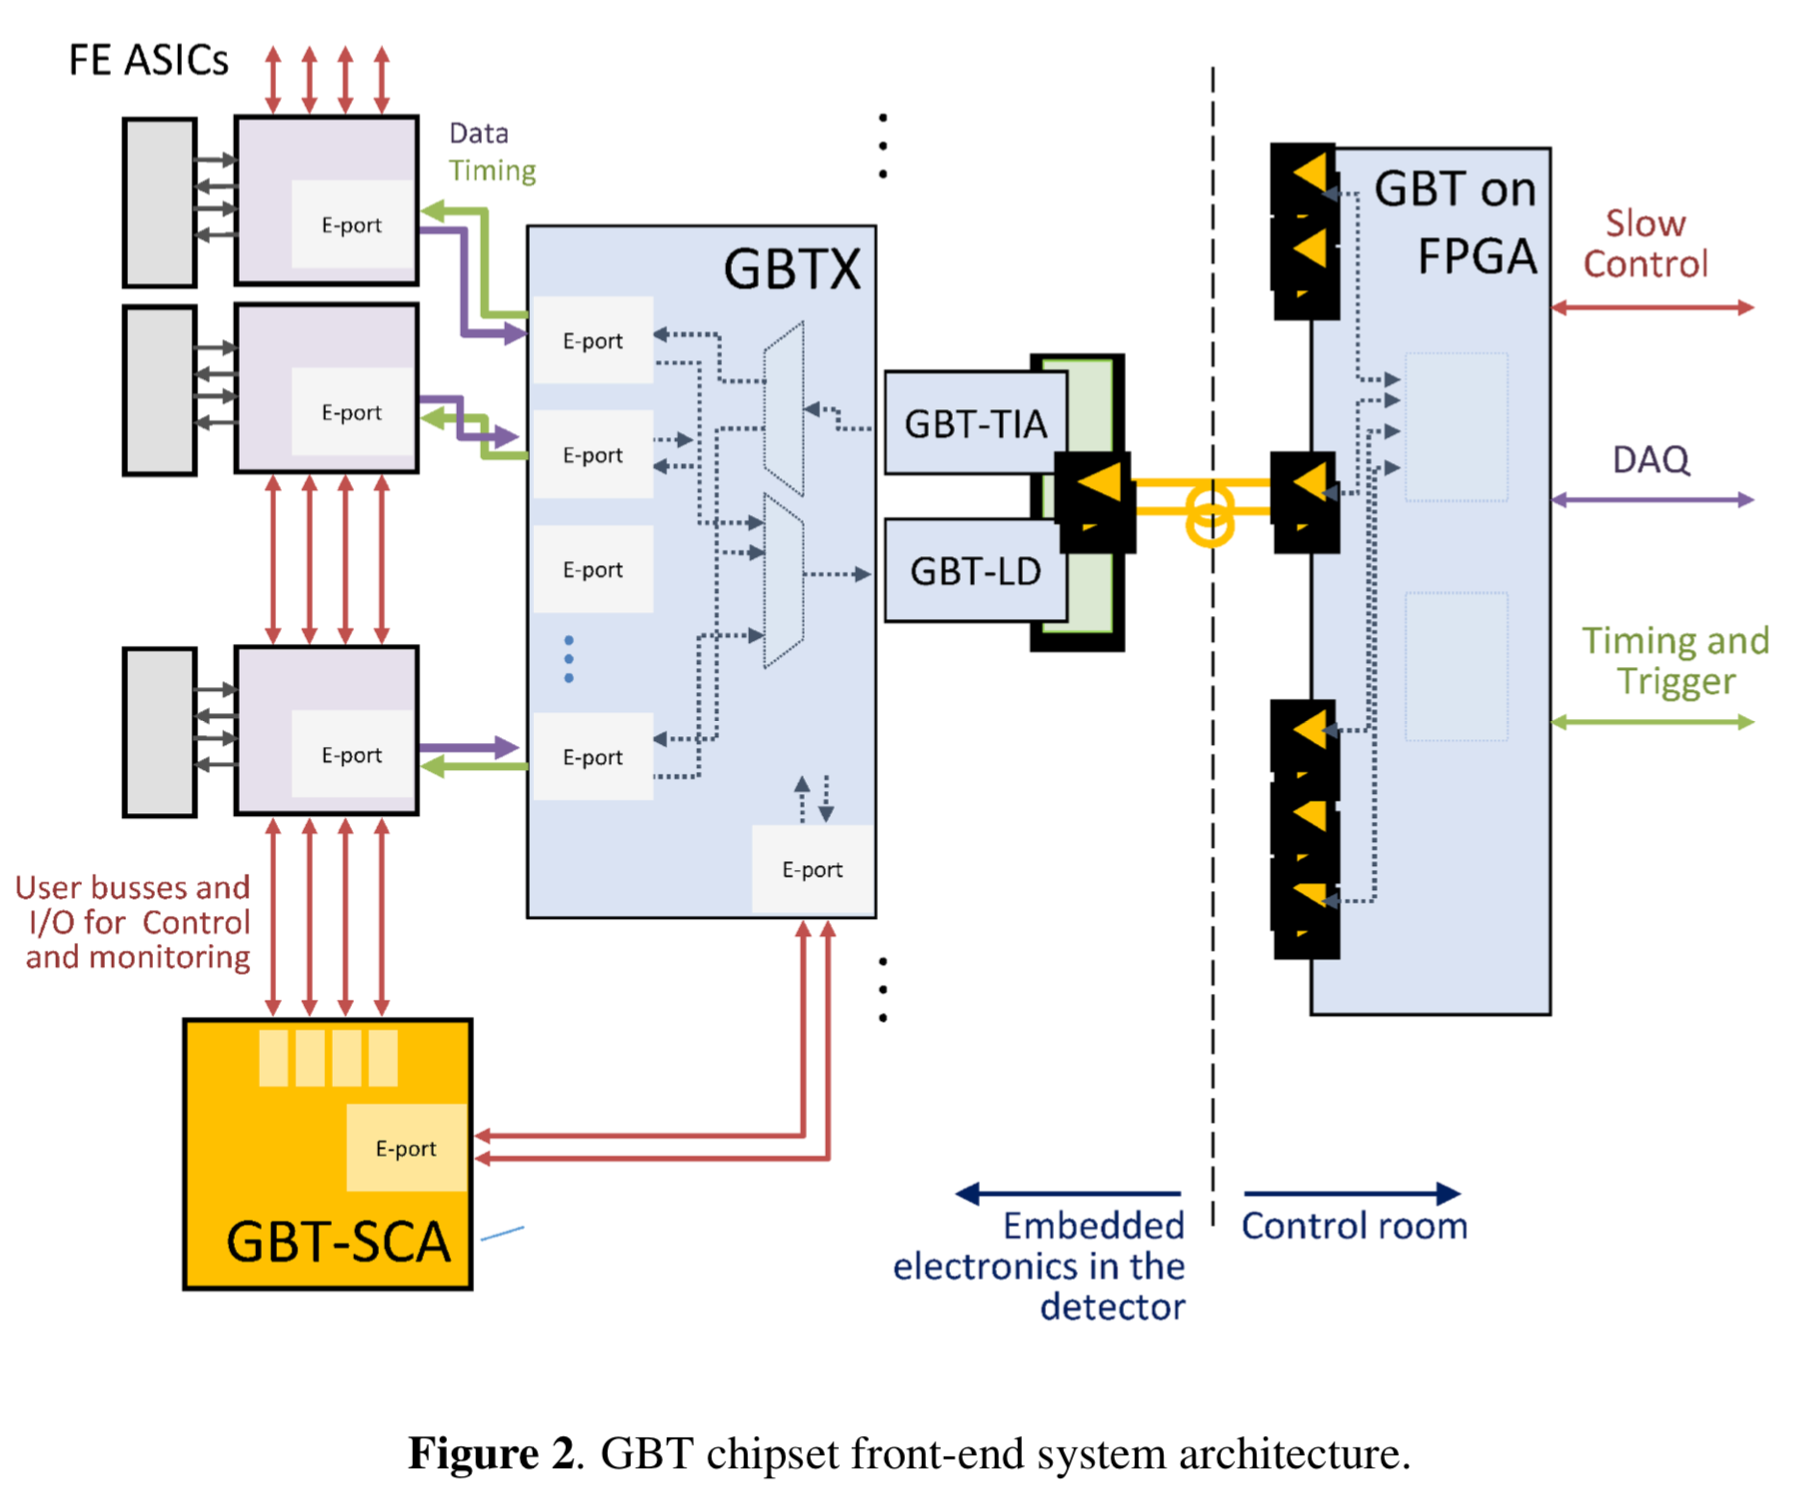 FE ASICs
Data
Timing
E-port
E-port
E-port
GBTX
E-port
E-port
E-port
E-port
E-port
GBT-TIA
GBT-LD
GBT on
FPGA
Slow
Control
DAQ
Timing and
Trigger
User busses and
I/O for Control
and monitoring
E-port
GBT-SCA
Embedded
electronics in the
detector
Control room
Figure 2. GBT chipset front-end system architecture.